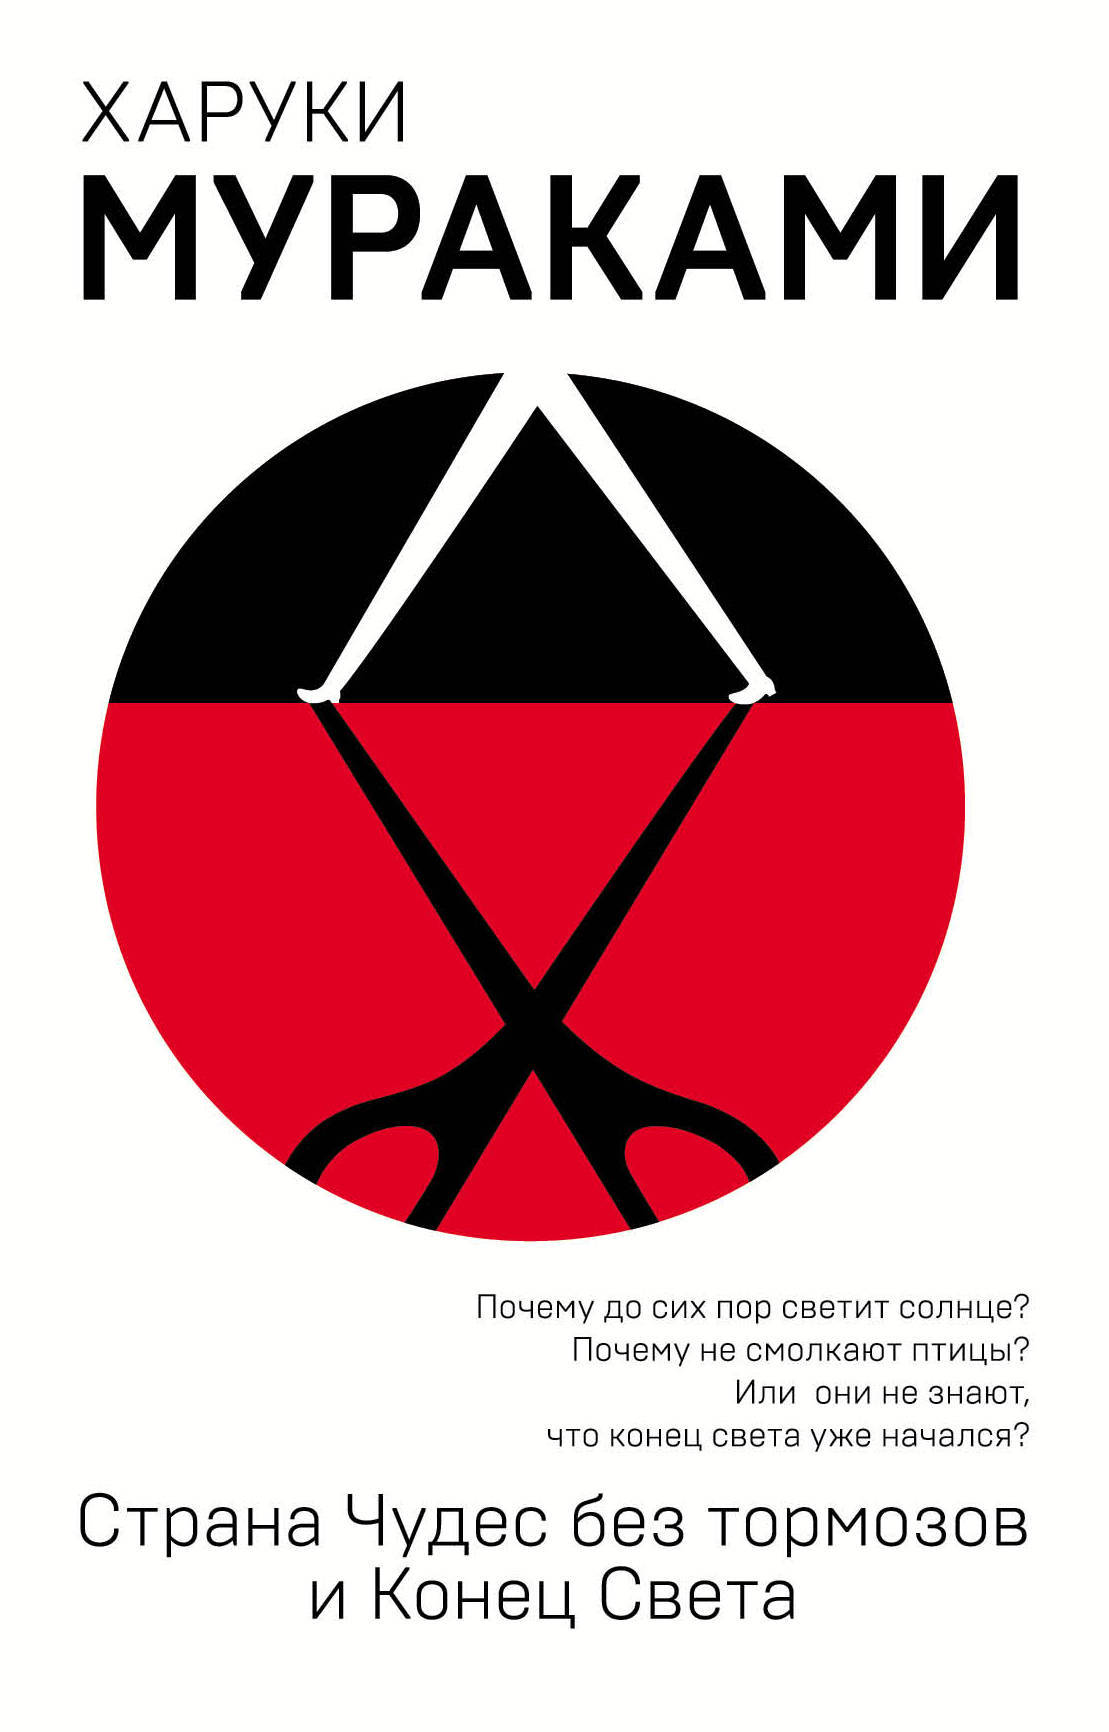 ХАРУКИ
МУРАКАМИ
Почему до сих пор светит солнце?
Почему не смолкают птицы?
Или они не знают,
что конец света уже начался?
Страна Чудес без тормозов
и Конец Света